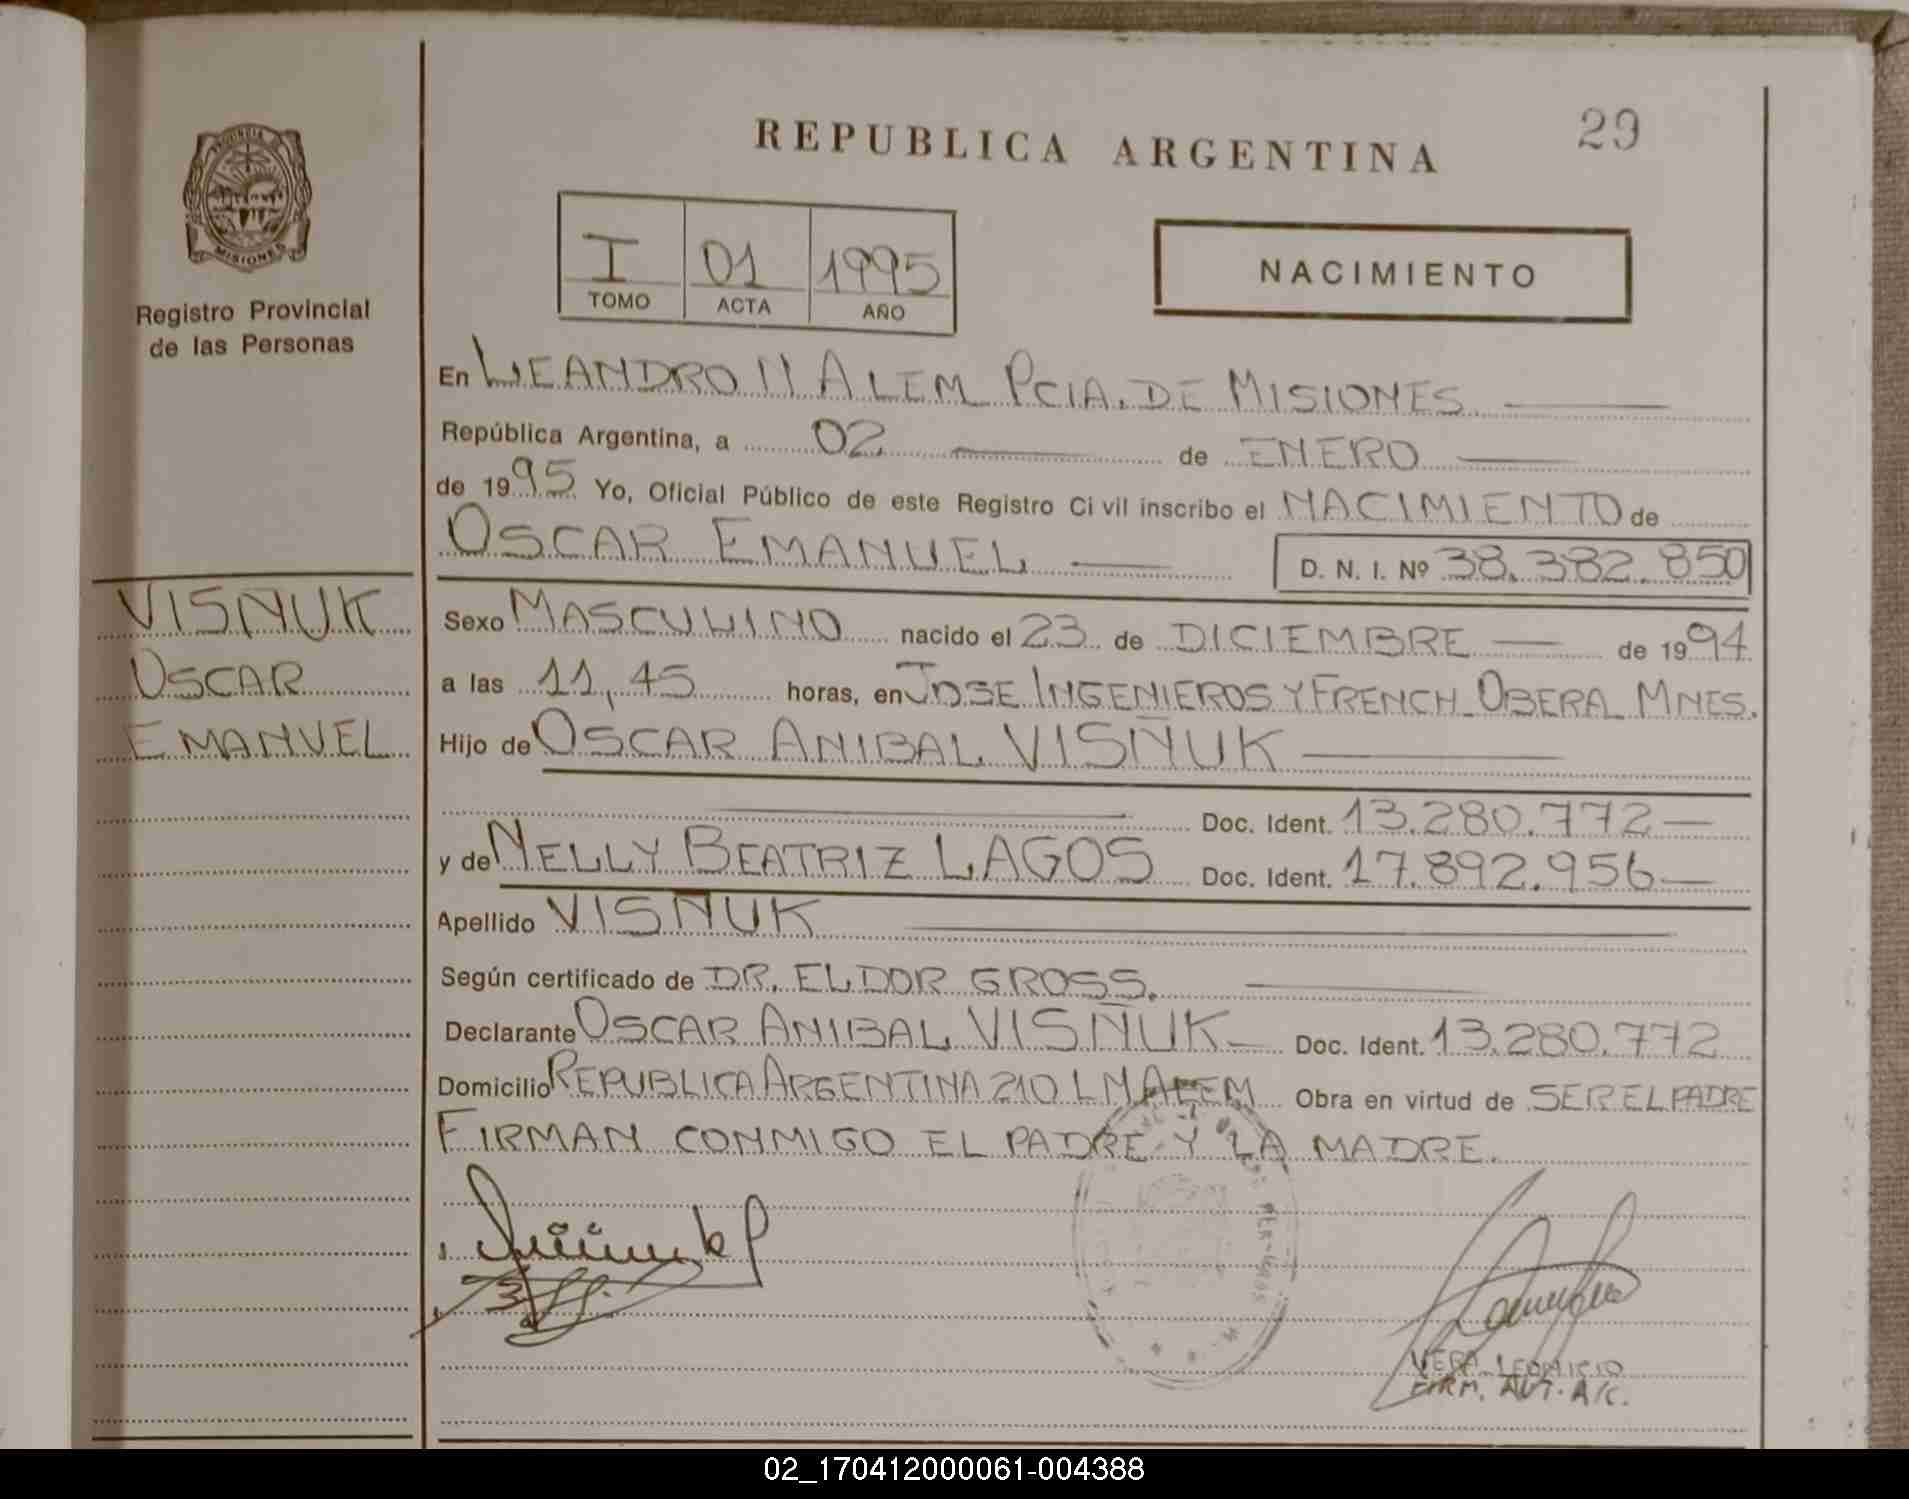 REPUBLICA ARGENTINA
29
PROVINCIA DE
MISIONES
Registro Provincial
de las Personas
I 01 1995
TOMO ACTA AÑO
NACIMIENTO
En LEANDRO N ALEM PCIA. DE MISIONES
República Argentina, a 02 de ENERO
de 1995 Yo, Oficial Público de este Registro Civil inscribo el NACIMIENTO de
OSCAR EMANUEL D. N. I. Nº 38.382.850
VISÑUK
OSCAR
EMANUEL
Sexo MASCULINO nacido el 23 de DICIEMBRE de 1994
a las 11,45 horas, en JOSE INGENIEROS Y FRENCH_OBERA MNES.
Hijo de OSCAR ANIBAL VISÑUK
Doc. Ident. 13.280.772
y de NELLY BEATRIZ LAGOS Doc. Ident. 17.892.956
Apellido VISÑUK
Según certificado de DR. ELDOR GROSS.
Declarante OSCAR ANIBAL VISÑUK Doc. Ident. 13.280.772
Domicilio REPUBLICA ARGENTINA 210 L N ALEM Obra en virtud de SER EL PADRE
FIRMAN CONMIGO EL PADRE Y LA MADRE.
VERA LEONICIO
FIRM. AUT. A/C.
02_170412000061-004388